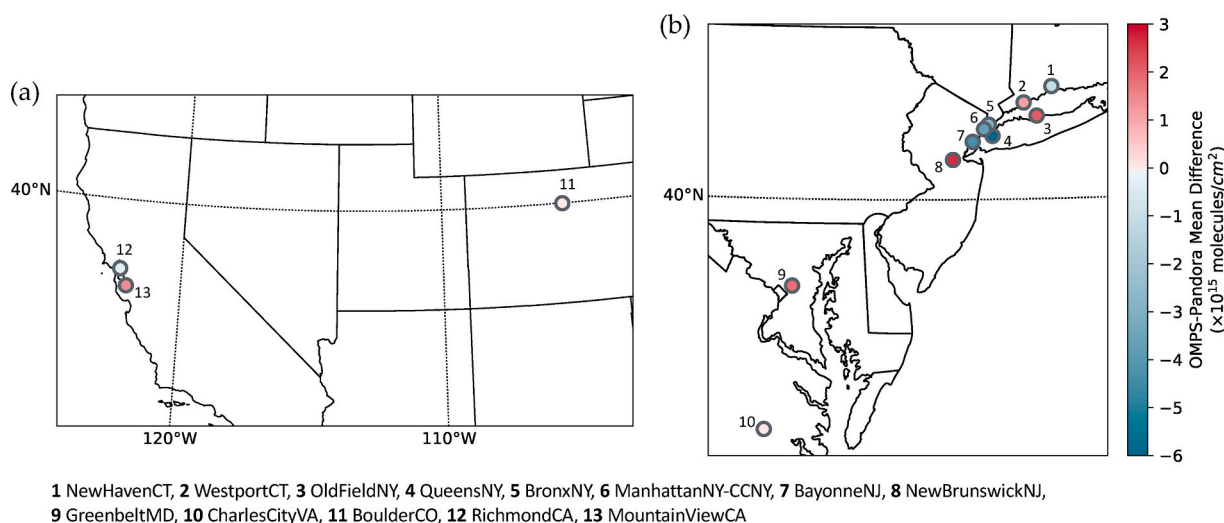 (a)
40°N
120°W
110°W
11
12
13
(b)
40°N
1
2
3
4
5
6
7
8
9
10
3
2
1
0
−1
−2
−3
−4
−5
−6
OMPS-Pandora Mean Difference
(×10¹⁵ molecules/cm²)
1 NewHavenCT, 2 WestportCT, 3 OldFieldNY, 4 QueensNY, 5 BronxNY, 6 ManhattanNY-CCNY, 7 BayonneNJ, 8 NewBrunswickNJ,
9 GreenbeltMD, 10 CharlesCityVA, 11 BoulderCO, 12 RichmondCA, 13 MountainViewCA